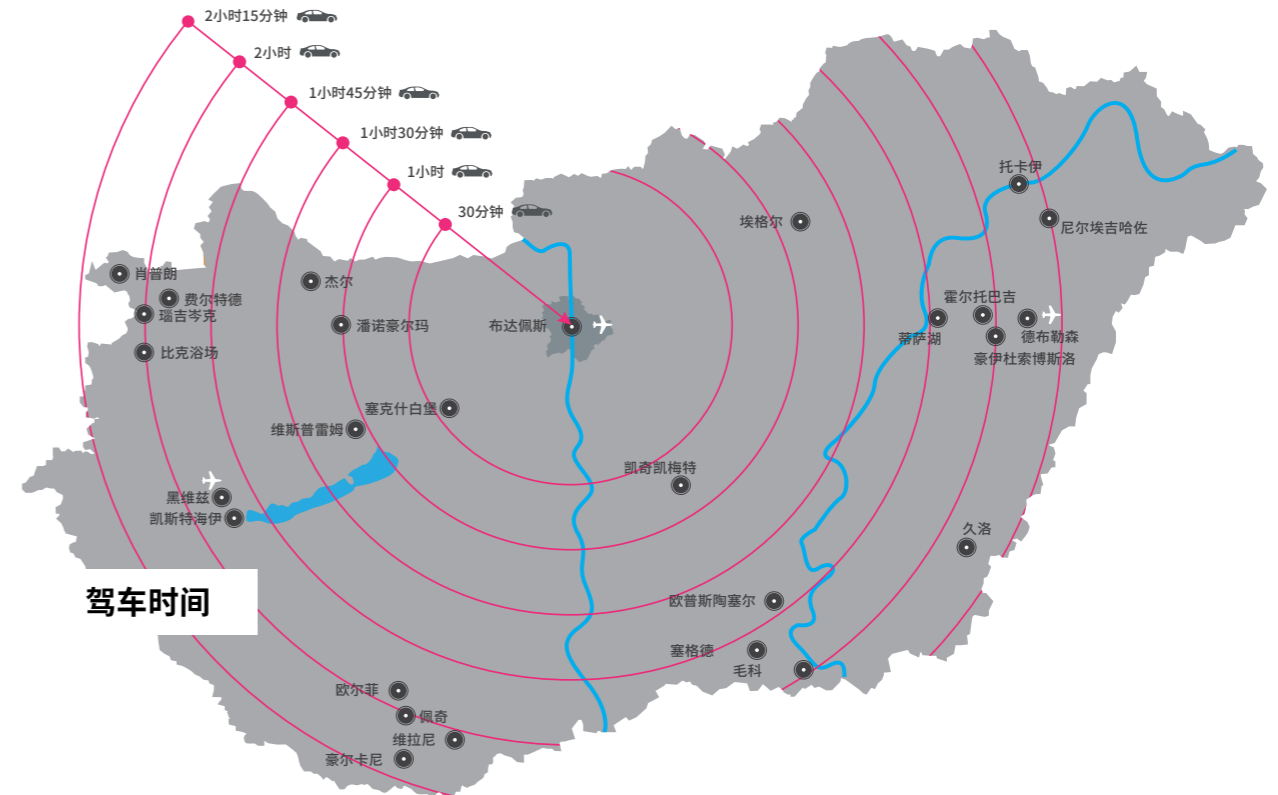 2小时15分钟
2小时
1小时45分钟
1小时30分钟
1小时
30分钟
托卡伊
埃格尔
尼尔埃吉哈佐
肖普朗
杰尔
费尔特德
瑙吉岑克
霍尔托巴吉
潘诺豪尔玛
布达佩斯
蒂萨湖
德布勒森
比克浴场
豪伊杜索博斯洛
塞克什白堡
维斯普雷姆
凯奇凯梅特
黑维兹
凯斯特海伊
久洛
驾车时间
欧普斯陶塞尔
塞格德
毛科
欧尔菲
佩奇
维拉尼
豪尔卡尼